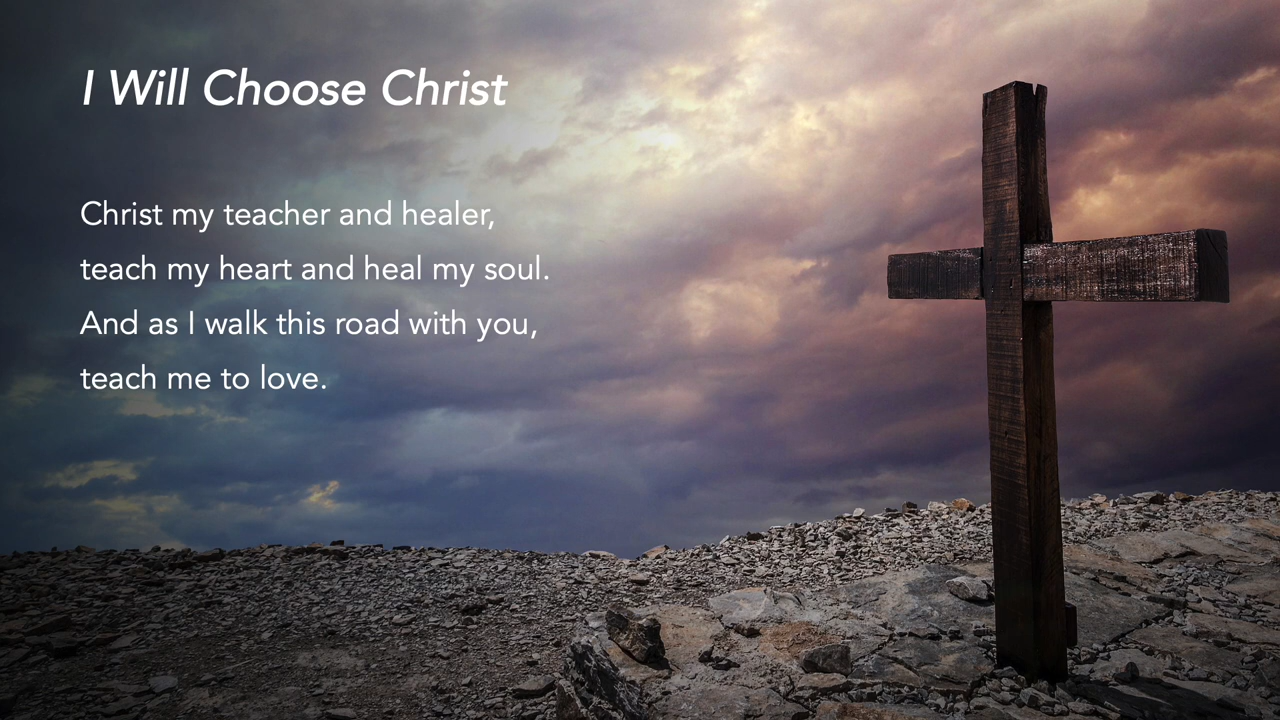 I Will Choose Christ
Christ my teacher and healer,
teach my heart and heal my soul.
And as I walk this road with you,
teach me to love.